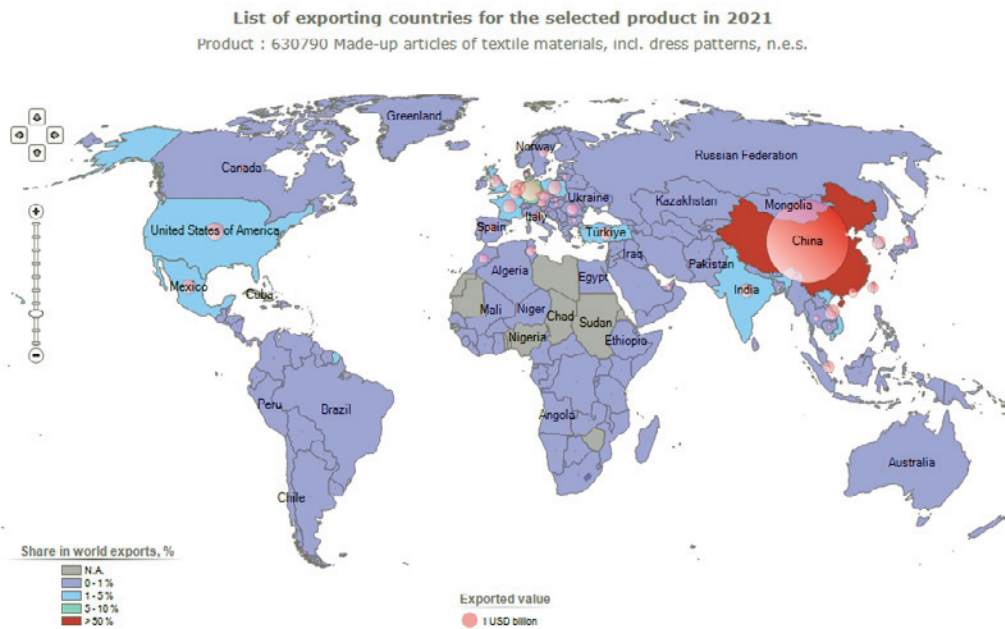 List of exporting countries for the selected product in 2021
Product : 630790 Made-up articles of textile materials, incl. dress patterns, n.e.s.
Greenland
Norway
Russian Federation
Canada
Ukraine
Kazakhstan
Mongolia
Italy
Spain
Türkiye
United States of America
China
Iraq
Pakistan
Algeria
Egypt
India
Mexico
Cuba
Mali
Niger
Chad
Sudan
Nigeria
Ethiopia
Peru
Brazil
Angola
Australia
Chile
Share in world exports, %
N.A.
0 - 1 %
1 - 5 %
5 - 10 %
> 50 %
Exported value
1 USD billion